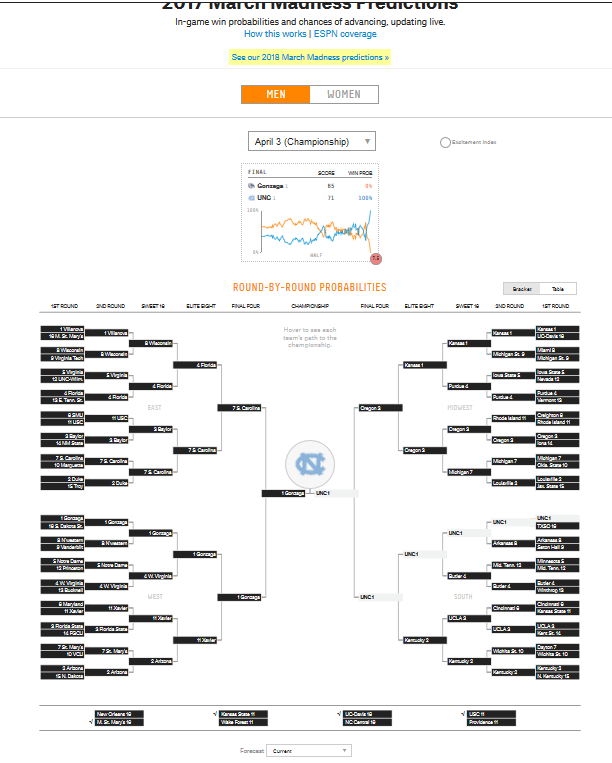 2017 March Madness Predictions
In-game win probabilities and chances of advancing, updating live.
How this works | ESPN coverage
See our 2018 March Madness predictions »
MEN WOMEN
April 3 (Championship) ▼
Excitement Index
FINAL SCORE WIN PROB
Gonzaga 1 65 0%
UNC 1 71 100%
100%
0%
HALF
7.5
ROUND-BY-ROUND PROBABILITIES
Bracket Table
1ST ROUND 2ND ROUND SWEET 16 ELITE EIGHT FINAL FOUR CHAMPIONSHIP FINAL FOUR ELITE EIGHT SWEET 16 2ND ROUND 1ST ROUND
Hover to see each
team's path to the
championship.
1 Villanova
16 M. St. Mary's
8 Wisconsin
9 Virginia Tech
5 Virginia
12 UNC-Wilm.
4 Florida
13 E. Tenn. St.
6 SMU
11 USC
3 Baylor
14 NM State
7 S. Carolina
10 Marquette
2 Duke
15 Troy
1 Villanova
8 Wisconsin
5 Virginia
4 Florida
11 USC
3 Baylor
7 S. Carolina
2 Duke
8 Wisconsin
4 Florida
3 Baylor
7 S. Carolina
4 Florida
7 S. Carolina
7 S. Carolina
EAST
1 Gonzaga
16 S. Dakota St.
8 N'western
9 Vanderbilt
5 Notre Dame
12 Princeton
4 W. Virginia
13 Bucknell
6 Maryland
11 Xavier
3 Florida State
14 FGCU
7 St. Mary's
10 VCU
2 Arizona
15 N. Dakota
1 Gonzaga
8 N'western
5 Notre Dame
4 W. Virginia
11 Xavier
3 Florida State
7 St. Mary's
2 Arizona
1 Gonzaga
4 W. Virginia
11 Xavier
2 Arizona
1 Gonzaga
11 Xavier
1 Gonzaga
WEST
1 Gonzaga UNC 1
Oregon 3
Kansas 1
Oregon 3
Kansas 1
Purdue 4
Oregon 3
Michigan 7
Kansas 1
Michigan St. 9
Iowa State 5
Purdue 4
Rhode Island 11
Oregon 3
Michigan 7
Louisville 2
Kansas 1
UC-Davis 16
Miami 8
Michigan St. 9
Iowa State 5
Nevada 12
Purdue 4
Vermont 13
Creighton 6
Rhode Island 11
Oregon 3
Iona 14
Michigan 7
Okla. State 10
Louisville 2
Jax. State 15
MIDWEST
UNC 1
UNC 1
Kentucky 2
UNC 1
Butler 4
UCLA 3
Kentucky 2
UNC 1
Arkansas 8
Mid. Tenn. 12
Butler 4
Cincinnati 6
UCLA 3
Wichita St. 10
Kentucky 2
UNC 1
TXSO 16
Arkansas 8
Seton Hall 9
Minnesota 5
Mid. Tenn. 12
Butler 4
Winthrop 13
Cincinnati 6
Kansas State 11
UCLA 3
Kent St. 14
Dayton 7
Wichita St. 10
Kentucky 2
N. Kentucky 15
SOUTH
New Orleans 16
√ M. St. Mary's 16
√ Kansas State 11
Wake Forest 11
√ UC-Davis 16
NC Central 16
√ USC 11
Providence 11
Forecast Current ▼